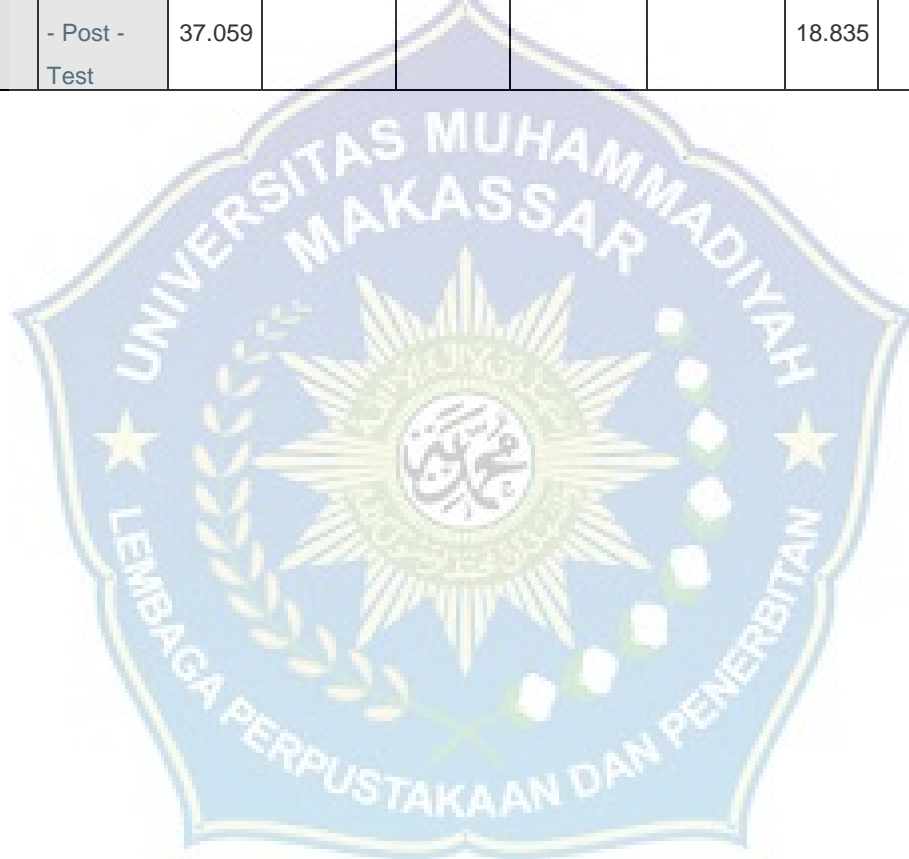 - Post - 37.059 18.835
Test
UNIVERSITAS MUHAMMADIYAH
MAKASSAR
LEMBAGA PERPUSTAKAAN DAN PENERBITAN